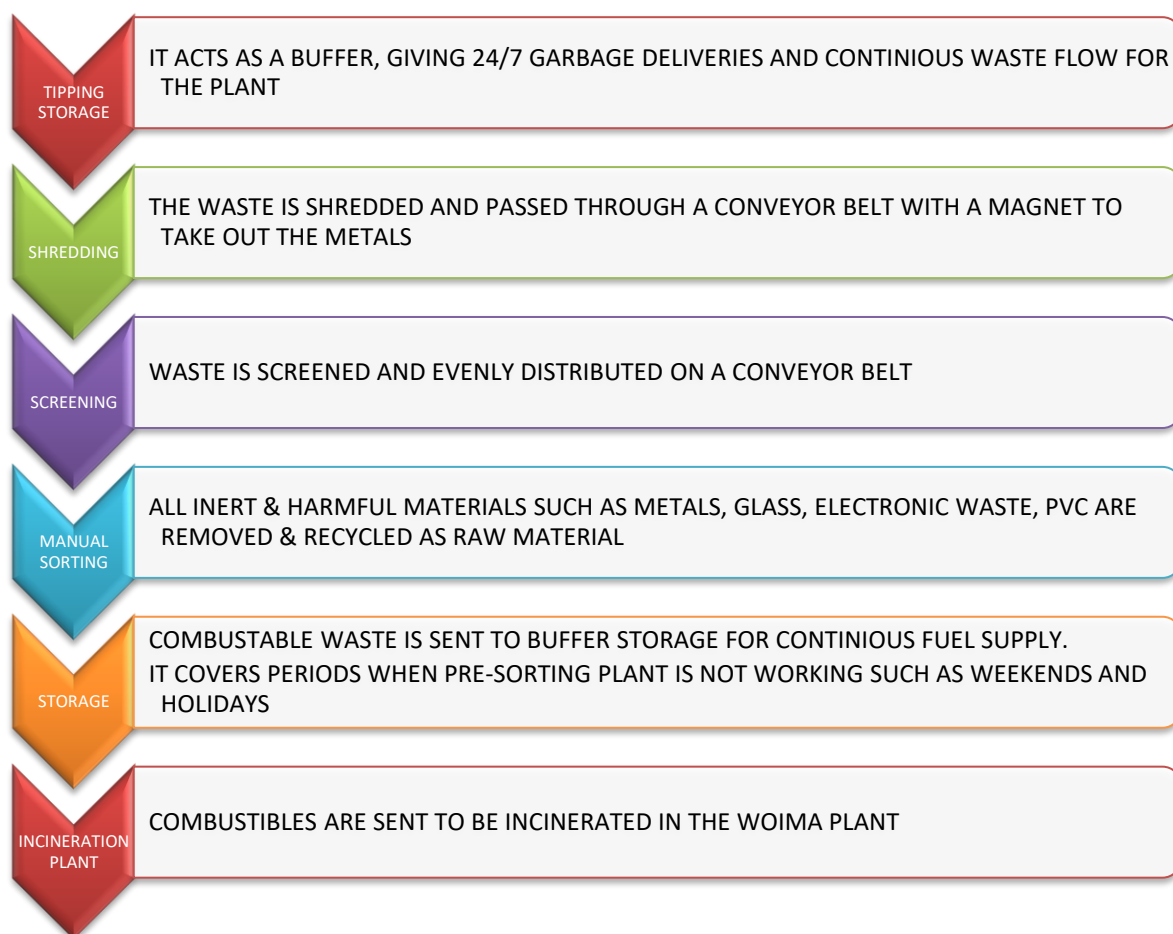 TIPPING
STORAGE
IT ACTS AS A BUFFER, GIVING 24/7 GARBAGE DELIVERIES AND CONTINIOUS WASTE FLOW FOR
THE PLANT
SHREDDING
THE WASTE IS SHREDDED AND PASSED THROUGH A CONVEYOR BELT WITH A MAGNET TO
TAKE OUT THE METALS
SCREENING
WASTE IS SCREENED AND EVENLY DISTRIBUTED ON A CONVEYOR BELT
MANUAL
SORTING
ALL INERT & HARMFUL MATERIALS SUCH AS METALS, GLASS, ELECTRONIC WASTE, PVC ARE
REMOVED & RECYCLED AS RAW MATERIAL
STORAGE
COMBUSTABLE WASTE IS SENT TO BUFFER STORAGE FOR CONTINIOUS FUEL SUPPLY.
IT COVERS PERIODS WHEN PRE-SORTING PLANT IS NOT WORKING SUCH AS WEEKENDS AND
HOLIDAYS
INCINERATION
PLANT
COMBUSTIBLES ARE SENT TO BE INCINERATED IN THE WOIMA PLANT